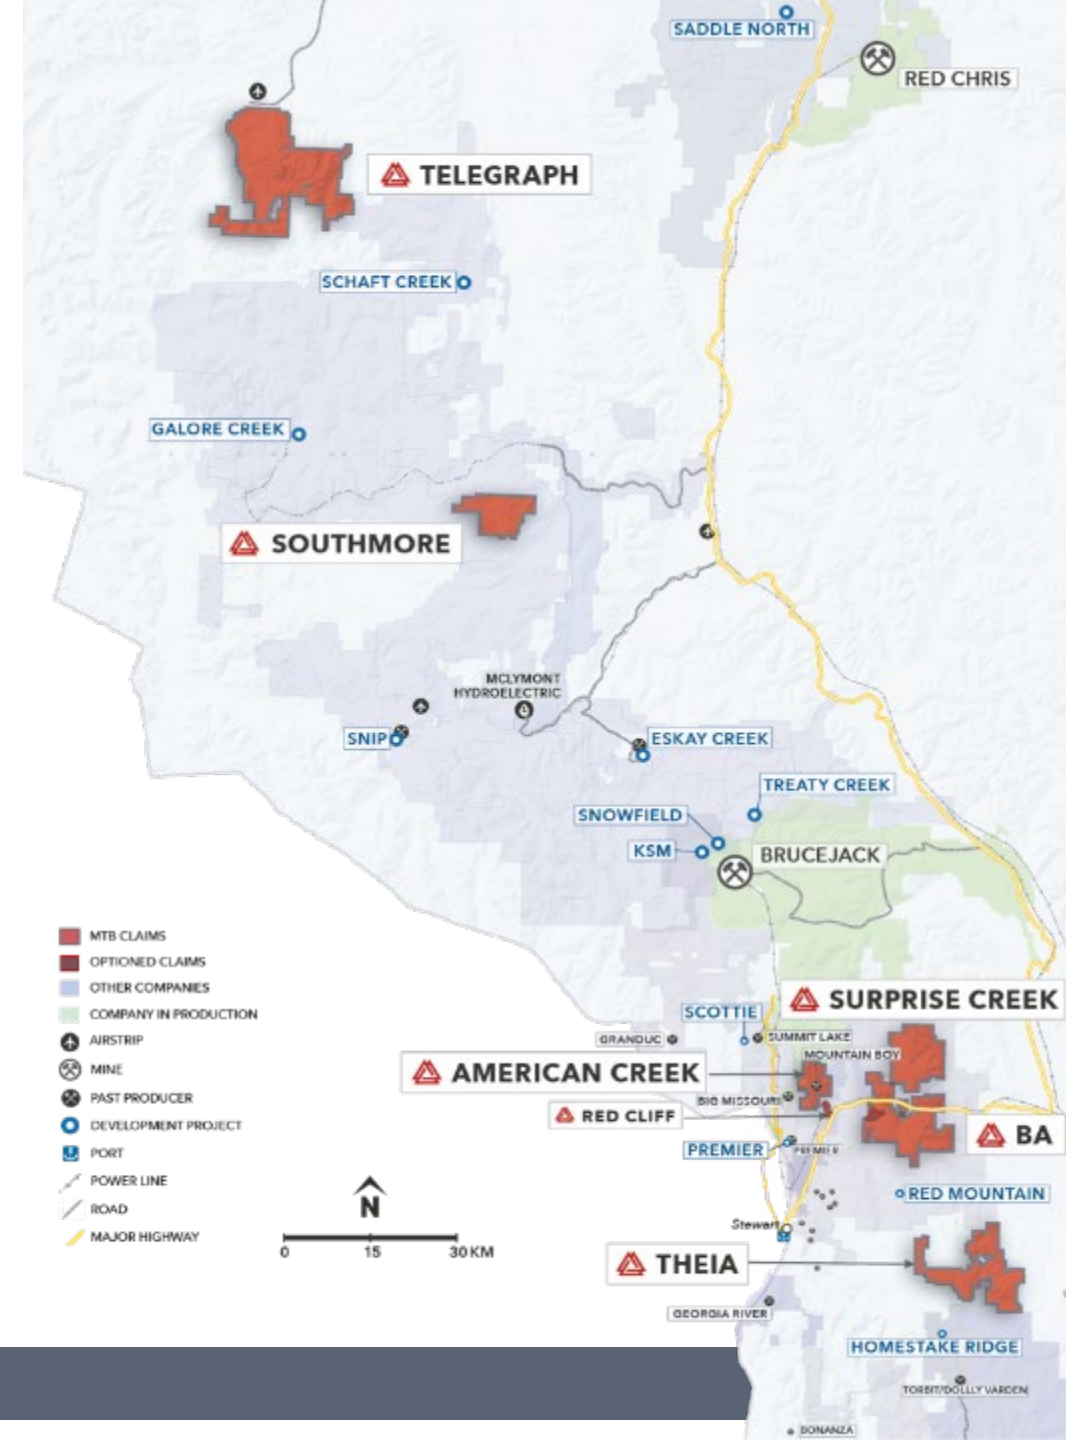 SADDLE NORTH
RED CHRIS
TELEGRAPH
SCHAFT CREEK
GALORE CREEK
SOUTHMORE
MCLYMONT
HYDROELECTRIC
SNIP
ESKAY CREEK
TREATY CREEK
SNOWFIELD
KSM
BRUCEJACK
MTB CLAIMS
OPTIONED CLAIMS
OTHER COMPANIES
COMPANY IN PRODUCTION
AIRSTRIP
MINE
PAST PRODUCER
DEVELOPMENT PROJECT
PORT
POWER LINE
ROAD
MAJOR HIGHWAY
N
0 15 30 KM
SURPRISE CREEK
SCOTTIE
GRANDUC
SUMMIT LAKE
MOUNTAIN BOY
AMERICAN CREEK
BIG MISSOURI
RED CLIFF
BA
PREMIER
PREMIER
RED MOUNTAIN
Stewart
THEIA
GEORGIA RIVER
HOMESTAKE RIDGE
TORBIT/DOLLLY VARDEN
BONANZA